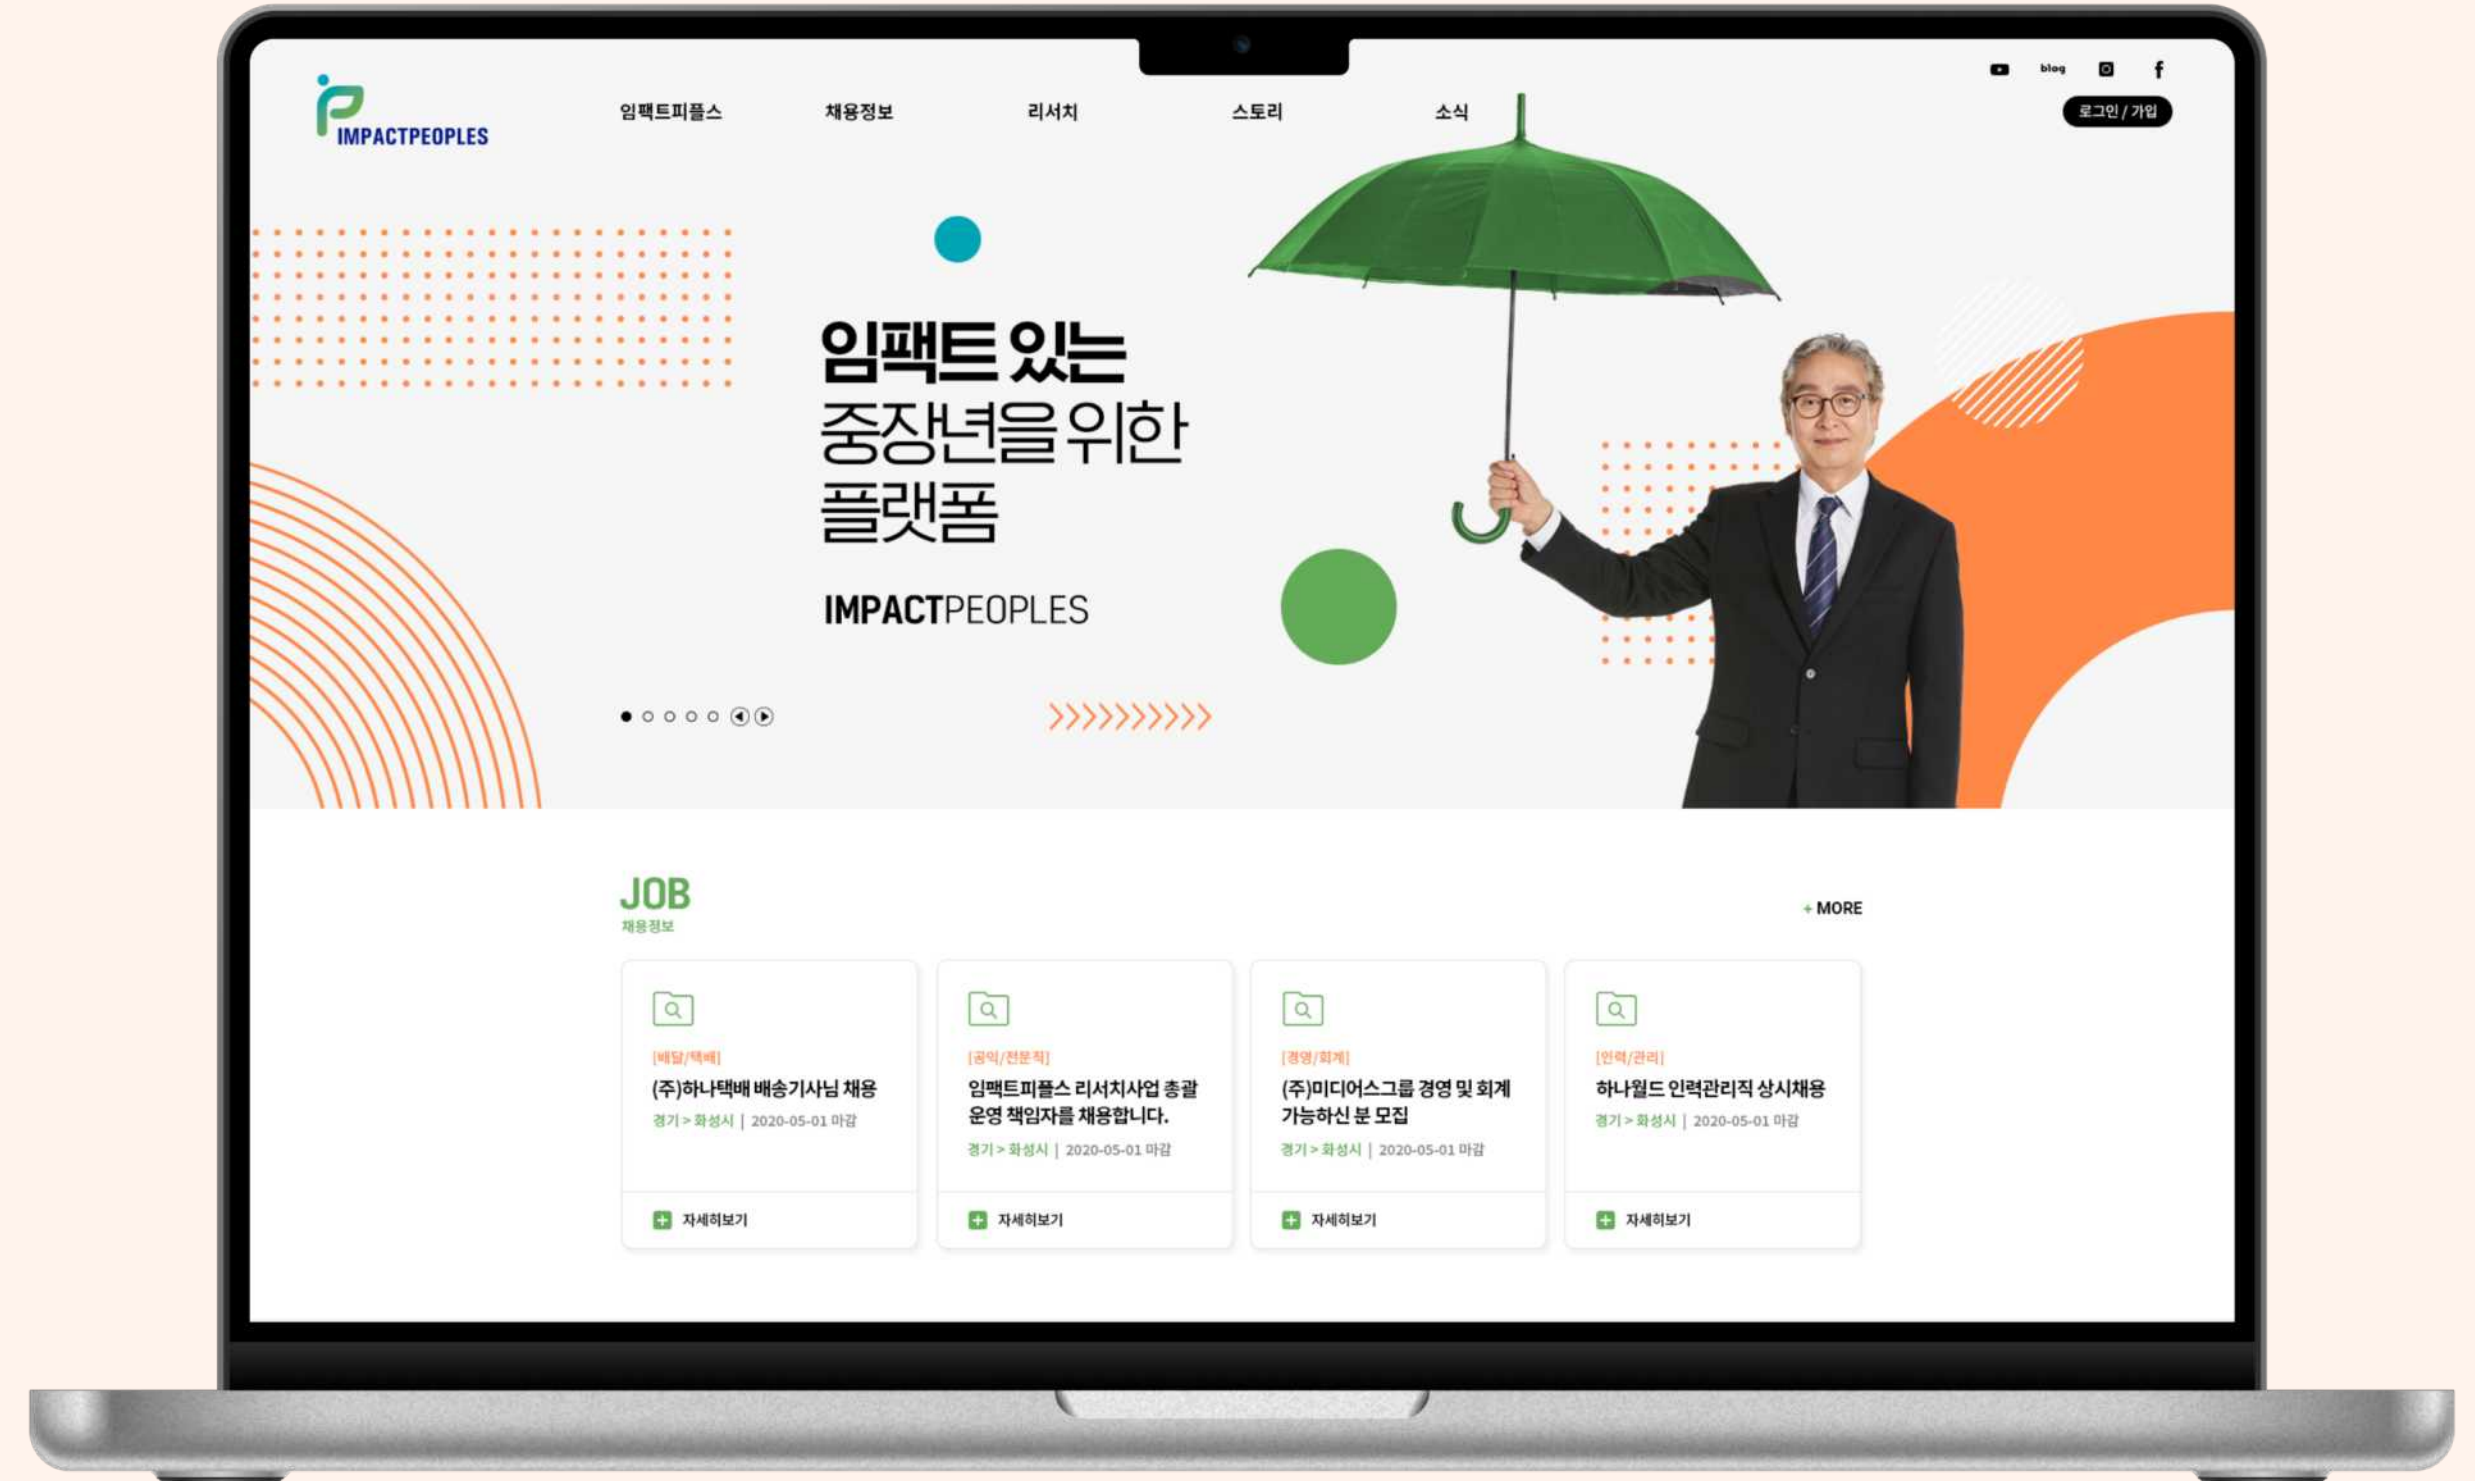 blog
IMPACTPEOPLES
임팩트피플스 채용정보 리서치 스토리 소식
로그인 / 가입
임팩트 있는
중장년을 위한
플랫폼
IMPACTPEOPLES
JOB
채용정보
+ MORE
[배달/택배]
(주)하나택배 배송기사님 채용
경기 > 화성시 | 2020-05-01 마감
자세히보기
[공익/전문직]
임팩트피플스 리서치사업 총괄
운영 책임자를 채용합니다.
경기 > 화성시 | 2020-05-01 마감
자세히보기
[경영/회계]
(주)미디어스그룹 경영 및 회계
가능하신 분 모집
경기 > 화성시 | 2020-05-01 마감
자세히보기
[인력/관리]
하나월드 인력관리직 상시채용
경기 > 화성시 | 2020-05-01 마감
자세히보기